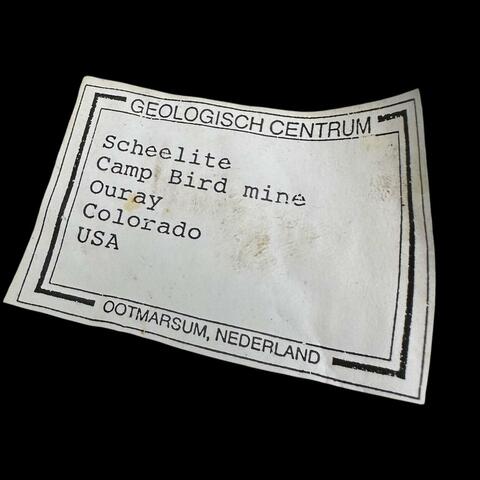 GEOLOGISCH CENTRUM
Scheelite
Camp Bird mine
Ouray
Colorado
USA
OOTMARSUM, NEDERLAND